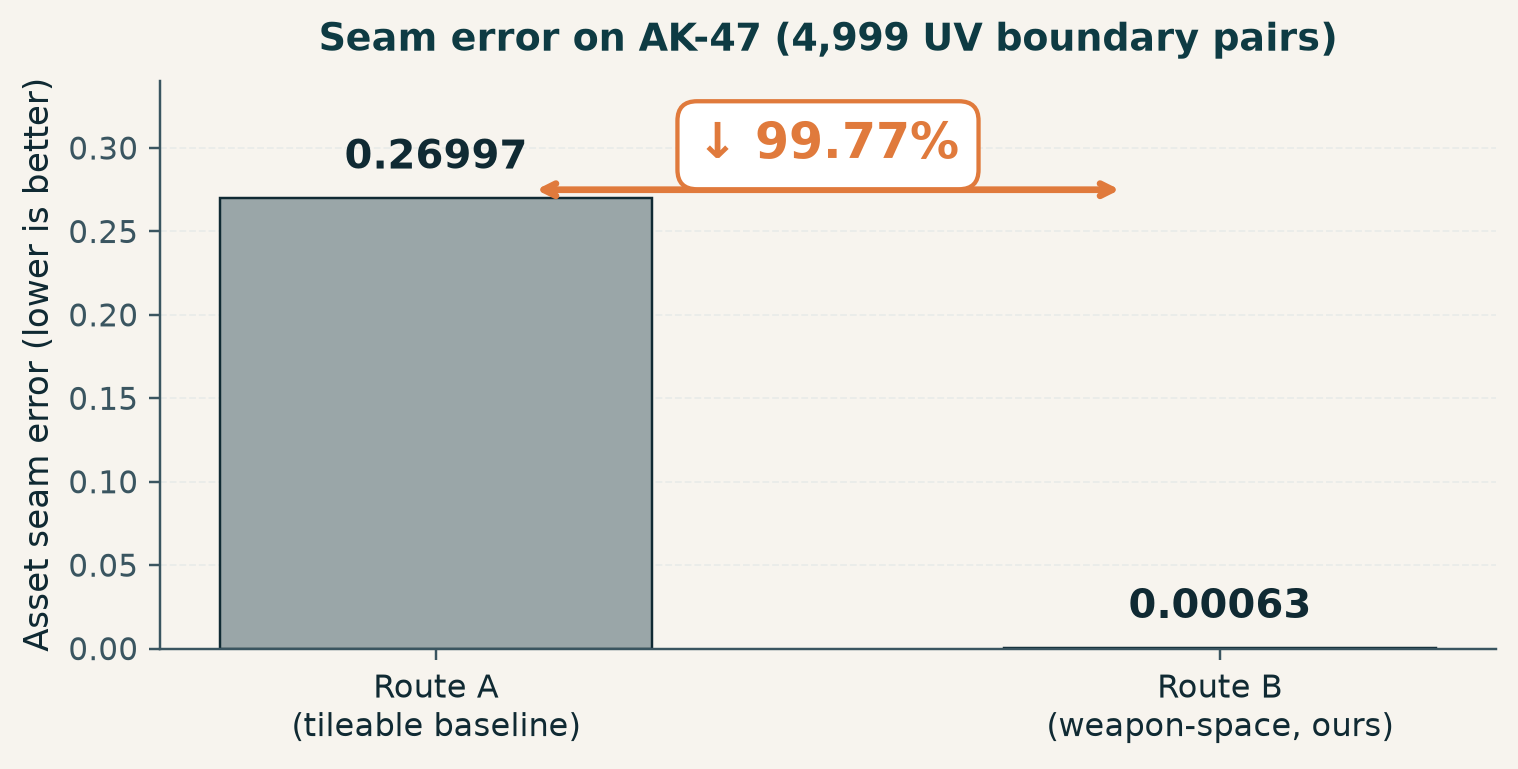 Seam error on AK-47 (4,999 UV boundary pairs)
Asset seam error (lower is better)
0.30
0.25
0.20
0.15
0.10
0.05
0.00
0.26997
↓ 99.77%
0.00063
Route A
(tileable baseline)
Route B
(weapon-space, ours)